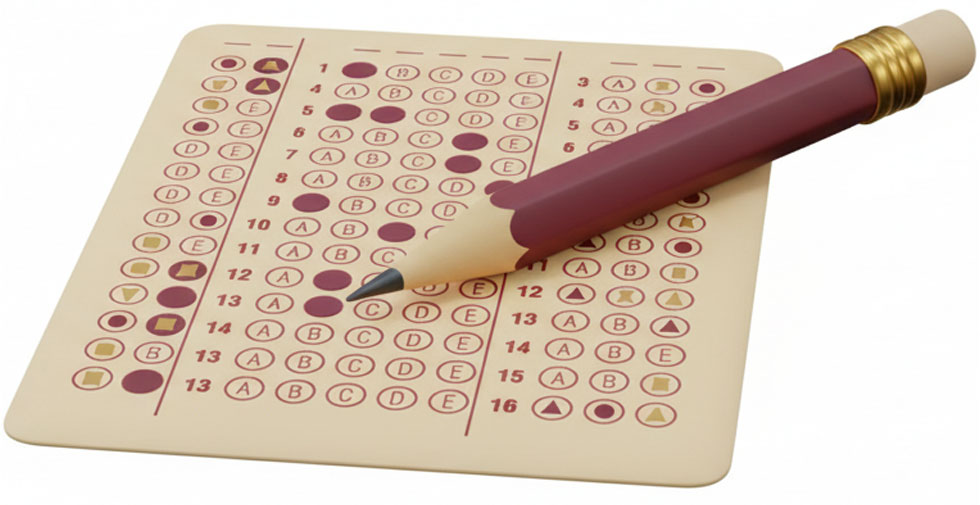 E
E
D E
D E
D E
D
E
B
1 B C D E
4 A B C D E
5 C D E
6 A B C E
7 A B C E
8 A B C D
9 B C D
10 A B
11 A B
12 A E
13 A C D E
14 A B C D E
13 A B C D E
13 A B C D E
3 A
4 A
5 A
6
B
11 A B
12
13 A B
14 A B E
15 A B
16